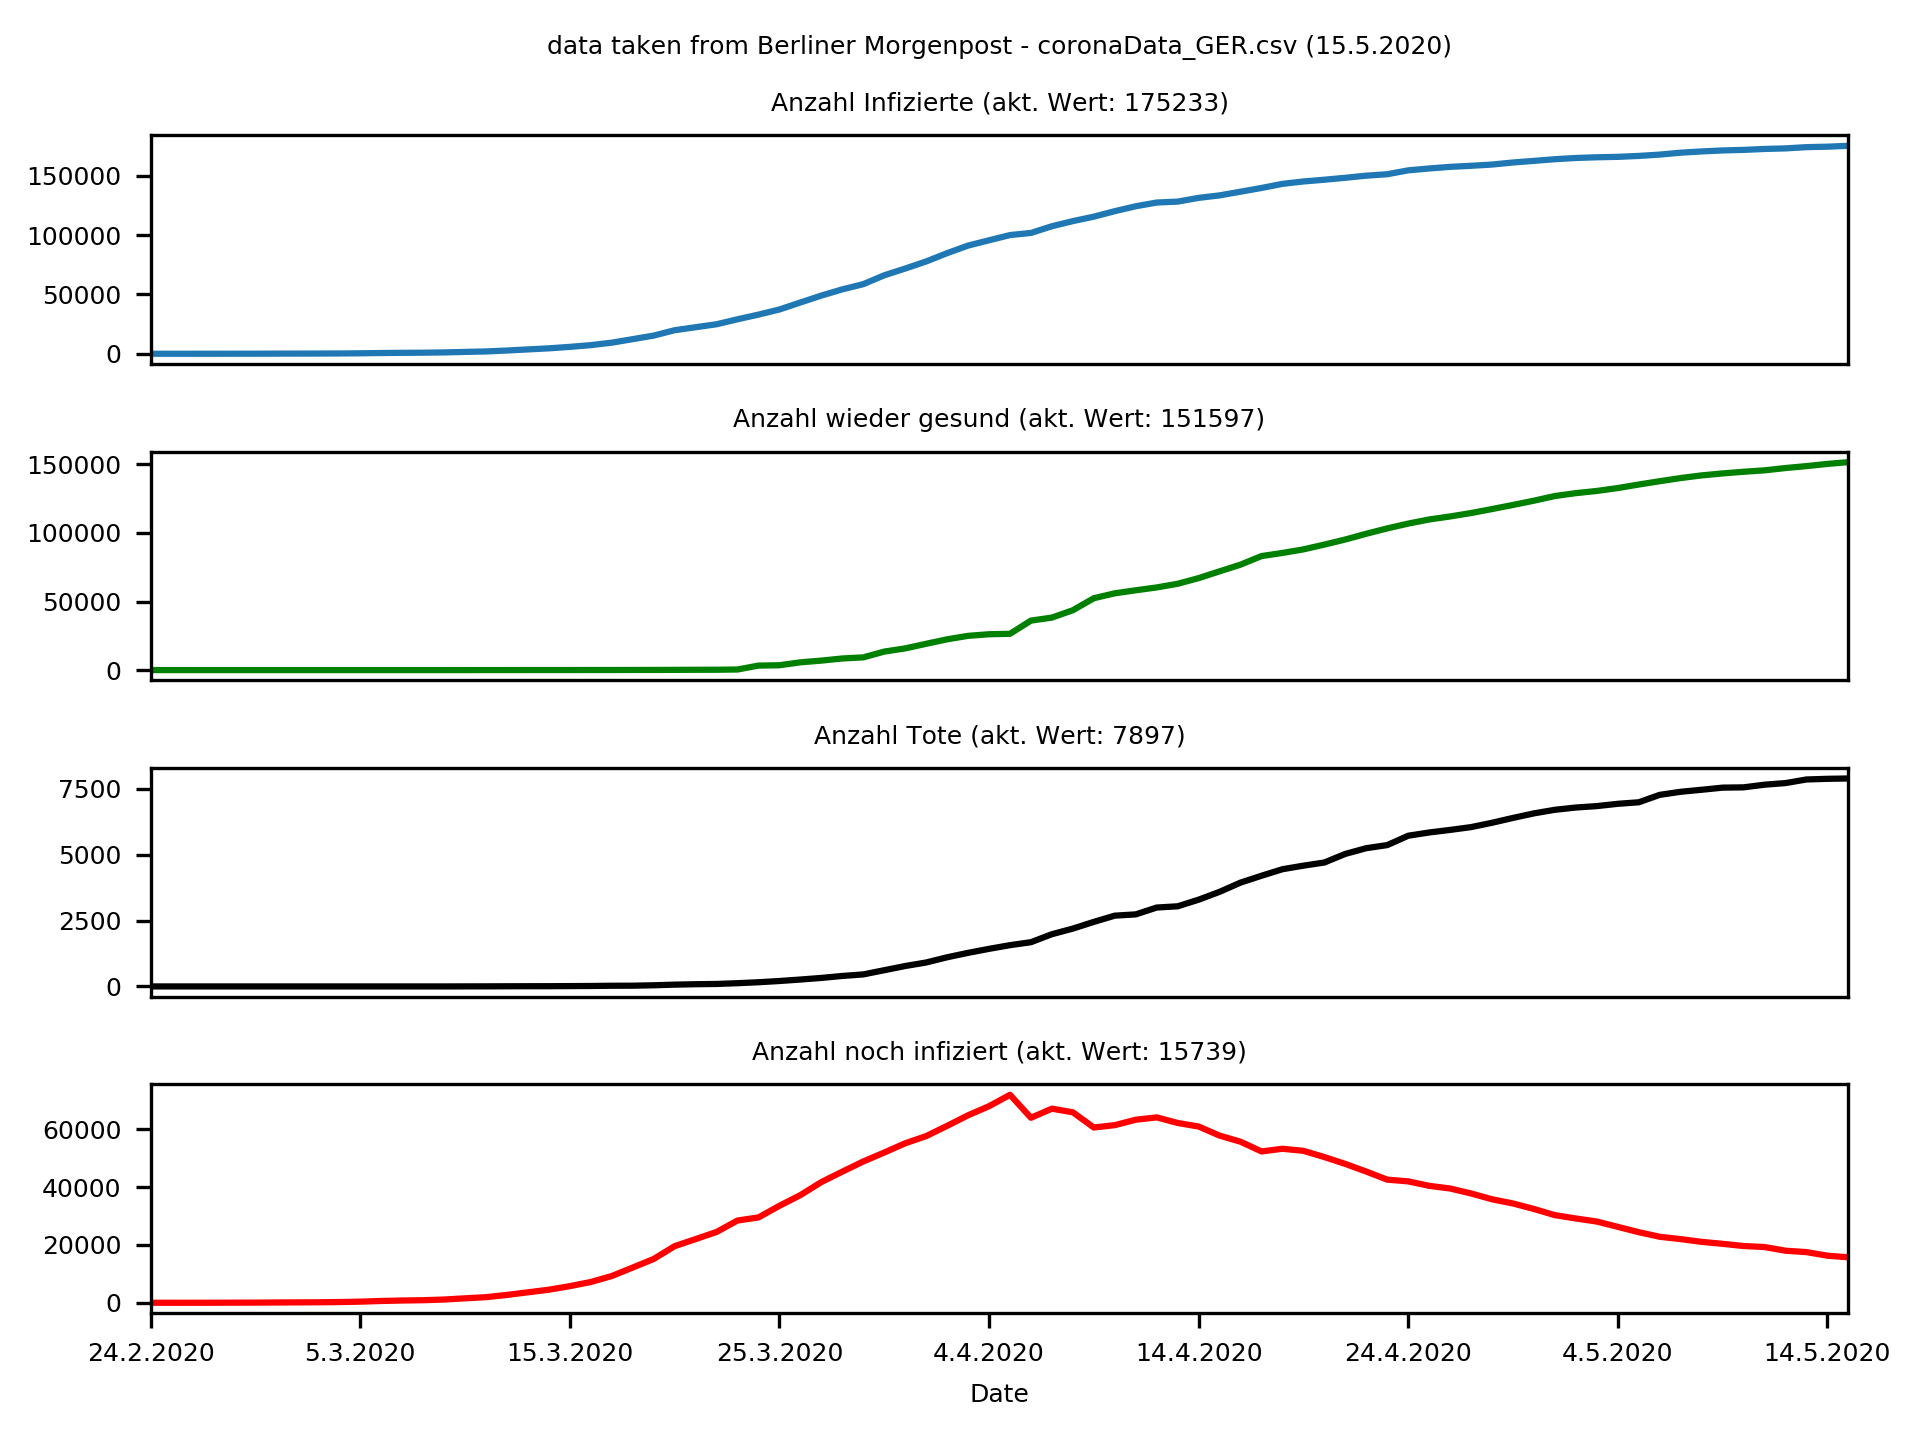 data taken from Berliner Morgenpost - coronaData_GER.csv (15.5.2020)
Anzahl Infizierte (akt. Wert: 175233)
150000
100000
50000
0
Anzahl wieder gesund (akt. Wert: 151597)
150000
100000
50000
0
Anzahl Tote (akt. Wert: 7897)
7500
5000
2500
0
Anzahl noch infiziert (akt. Wert: 15739)
60000
40000
20000
0
24.2.2020 5.3.2020 15.3.2020 25.3.2020 4.4.2020 14.4.2020 24.4.2020 4.5.2020 14.5.2020
Date